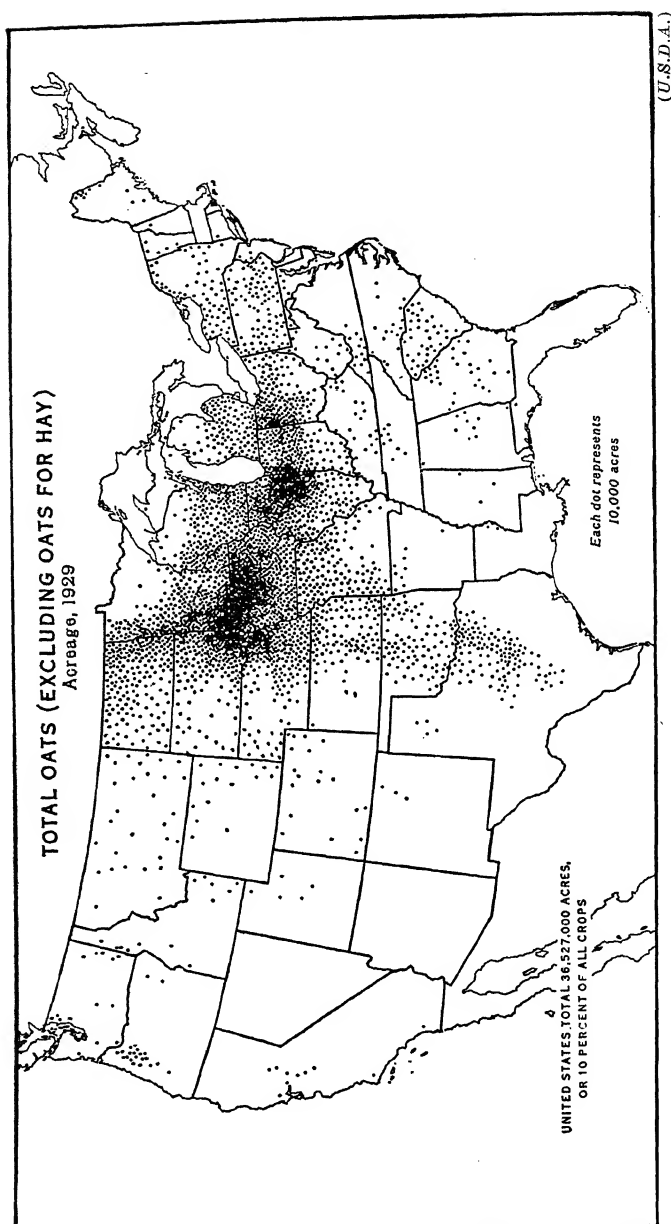 TOTAL OATS (EXCLUDING OATS FOR HAY)
Acreage, 1929
Each dot represents
10,000 acres
UNITED STATES TOTAL 36,527,000 ACRES,
OR 10 PERCENT OF ALL CROPS
(U.S.D.A.)